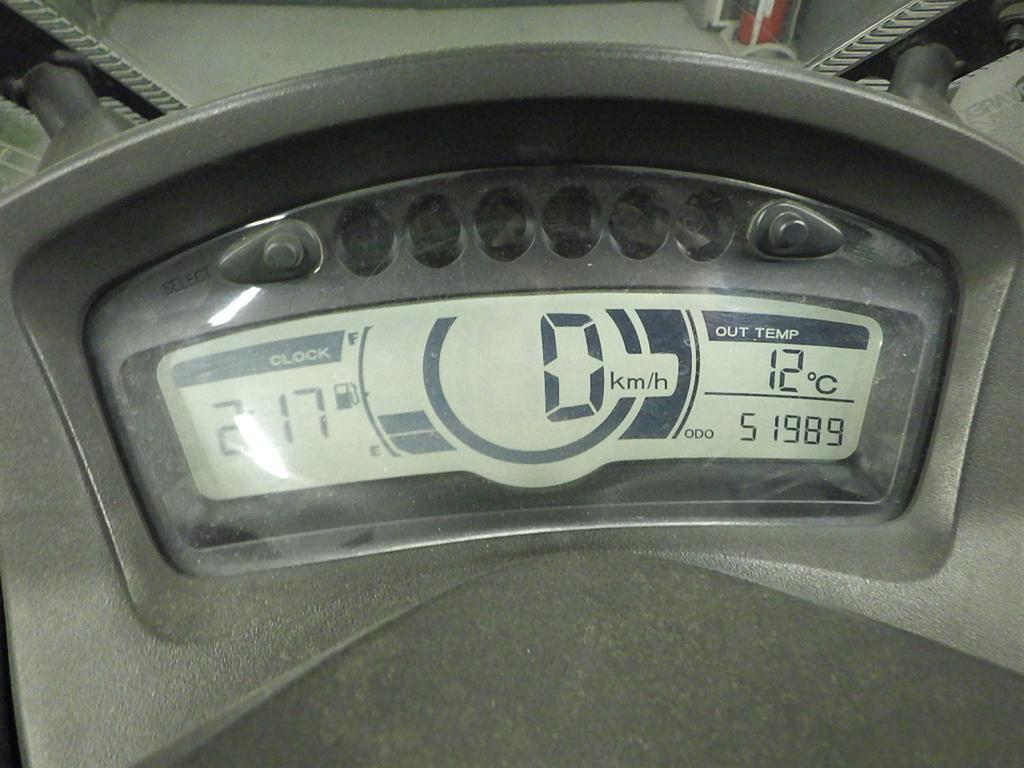 SELECT
CLOCK
F
2:17
E
0
km/h
OUT TEMP
12 °C
ODO 51989